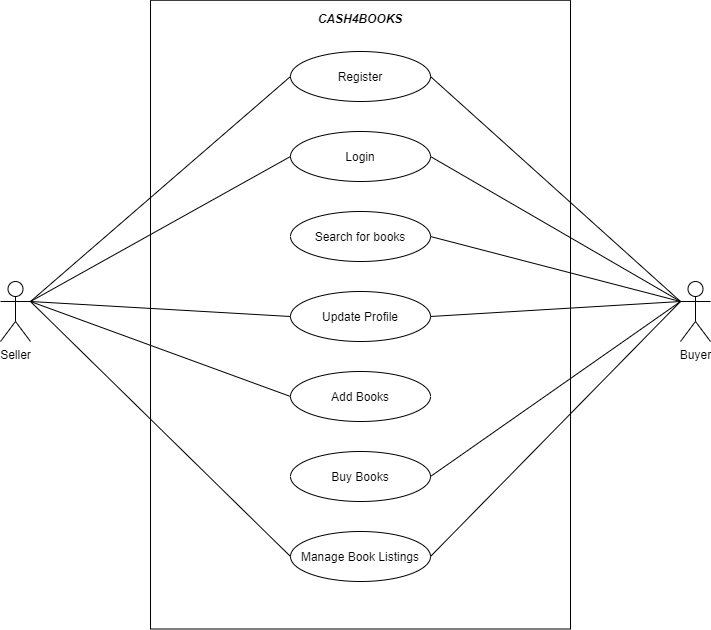 CASH4BOOKS
Register
Login
Search for books
Update Profile
Seller
Buyer
Add Books
Buy Books
Manage Book Listings